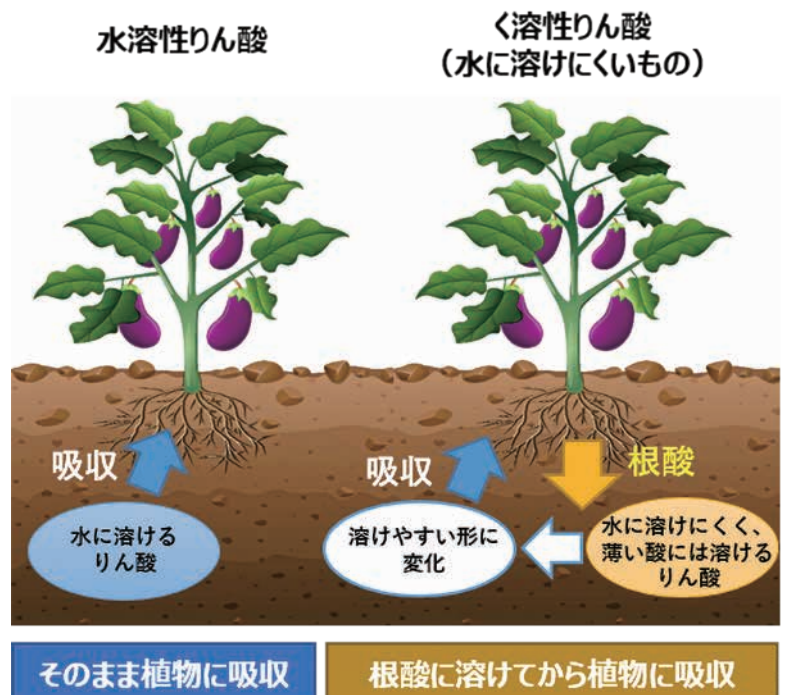 水溶性りん酸
く溶性りん酸
（水に溶けにくいもの）
吸収
水に溶ける
りん酸
吸収
根酸
溶けやすい形に
変化
水に溶けにくく、
薄い酸には溶ける
りん酸
そのまま植物に吸収
根酸に溶けてから植物に吸収